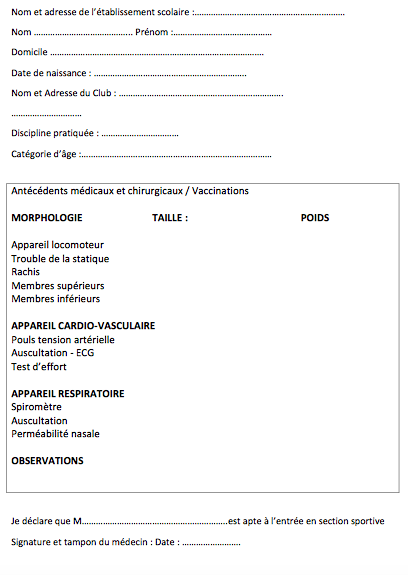 Nom et adresse de l'établissement scolaire :……………………………………………………
Nom …………………………………… Prénom :……………………………………
Domicile ………………………………………………………………………………
Date de naissance : ……………………………………………………
Nom et Adresse du Club : …………………………………………………………
…………………………
Discipline pratiquée : ……………………………
Catégorie d'âge :……………………………………………………………………
Antécédents médicaux et chirurgicaux / Vaccinations
MORPHOLOGIE TAILLE : POIDS
Appareil locomoteur
Trouble de la statique
Rachis
Membres supérieurs
Membres inférieurs
APPAREIL CARDIO-VASCULAIRE
Pouls tension artérielle
Auscultation - ECG
Test d'effort
APPAREIL RESPIRATOIRE
Spiromètre
Auscultation
Perméabilité nasale
OBSERVATIONS
Je déclare que M……………………………………………………..est apte à l'entrée en section sportive
Signature et tampon du médecin : Date : ……………………